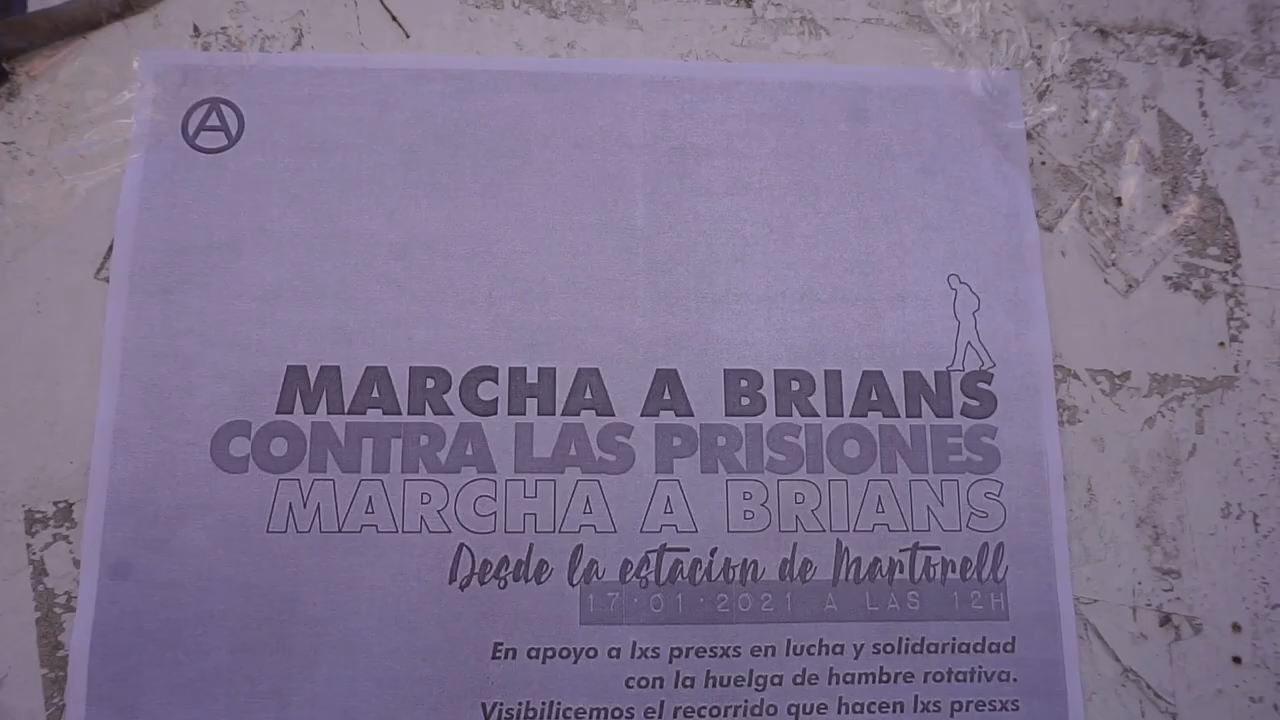 MARCHA A BRIANS
CONTRA LAS PRISIONES
MARCHA A BRIANS
Desde la estacion de Martorell
17·01·2021 A LAS 12H
En apoyo a lxs presxs en lucha y solidariadad
con la huelga de hambre rotativa.
Visibilicemos el recorrido que hacen lxs presxs